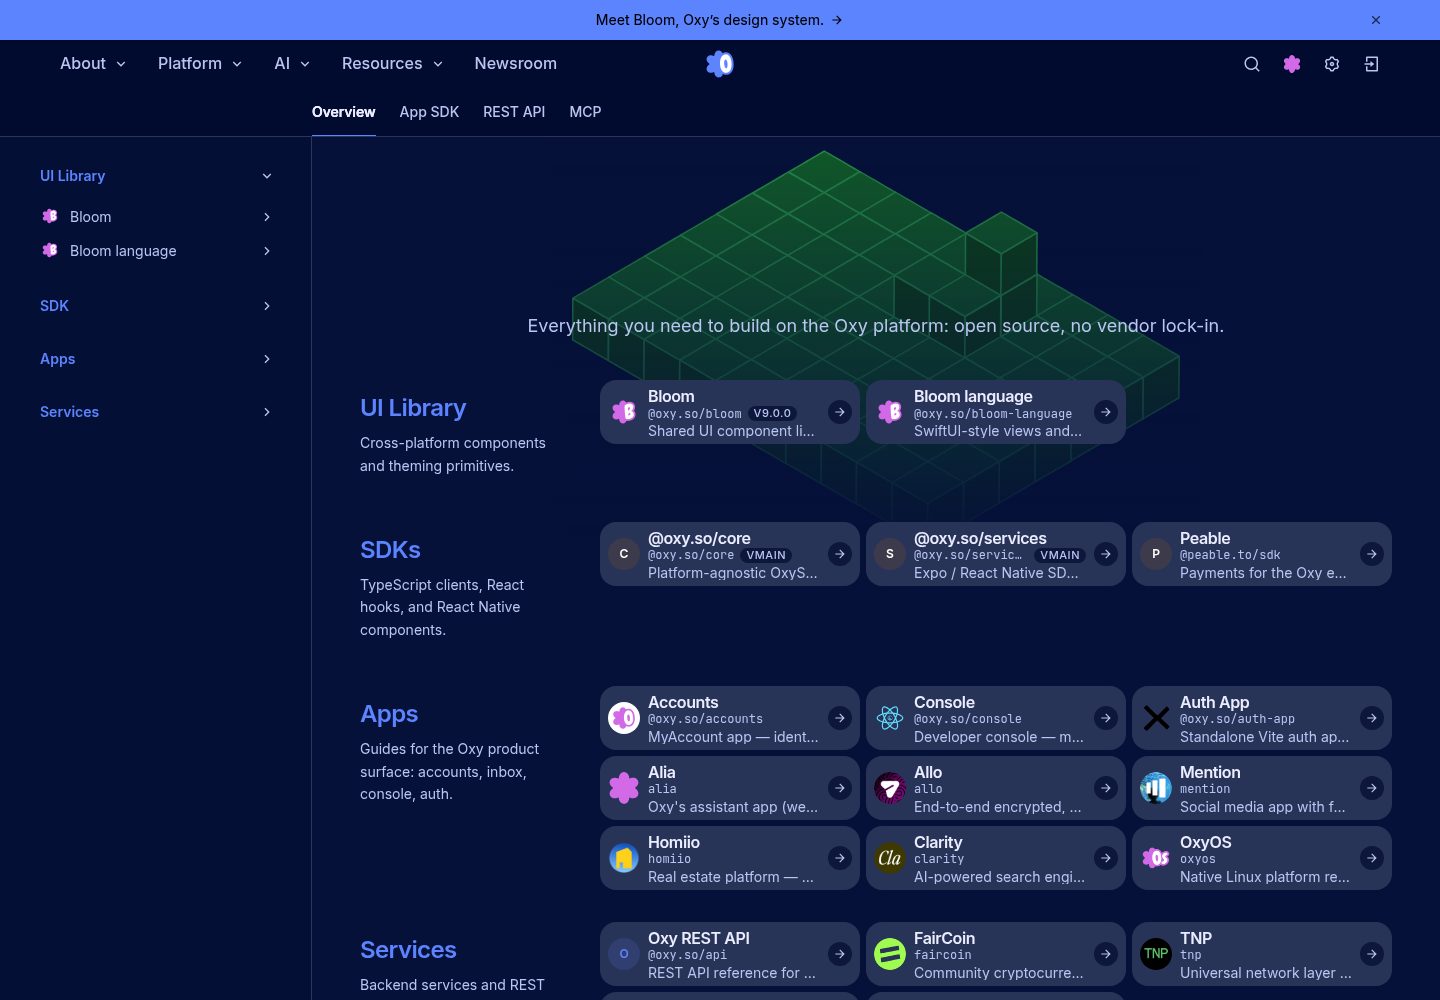 Meet Bloom, Oxy's design system. →
About
Platform
AI
Resources
Newsroom
Overview
App SDK
REST API
MCP
UI Library
Bloom
Bloom language
SDK
Apps
Services
Everything you need to build on the Oxy platform: open source, no vendor lock-in.
UI Library
Cross-platform components
and theming primitives.
Bloom
@oxy.so/bloom V9.0.0
Shared UI component li...
Bloom language
@oxy.so/bloom-language
SwiftUI-style views and...
SDKs
TypeScript clients, React
hooks, and React Native
components.
C
@oxy.so/core
@oxy.so/core VMAIN
Platform-agnostic OxyS...
S
@oxy.so/services
@oxy.so/servic... VMAIN
Expo / React Native SD...
P
Peable
@peable.to/sdk
Payments for the Oxy e...
Apps
Guides for the Oxy product
surface: accounts, inbox,
console, auth.
Accounts
@oxy.so/accounts
MyAccount app — ident...
Console
@oxy.so/console
Developer console — m...
Auth App
@oxy.so/auth-app
Standalone Vite auth ap...
Alia
alia
Oxy's assistant app (we...
Allo
allo
End-to-end encrypted, ...
Mention
mention
Social media app with f...
Homiio
homiio
Real estate platform — ...
Cla
Clarity
clarity
AI-powered search engi...
OS
OxyOS
oxyos
Native Linux platform re...
Services
Backend services and REST
O
Oxy REST API
@oxy.so/api
REST API reference for ...
FairCoin
faircoin
Community cryptocurre...
TNP
TNP
tnp
Universal network layer ...